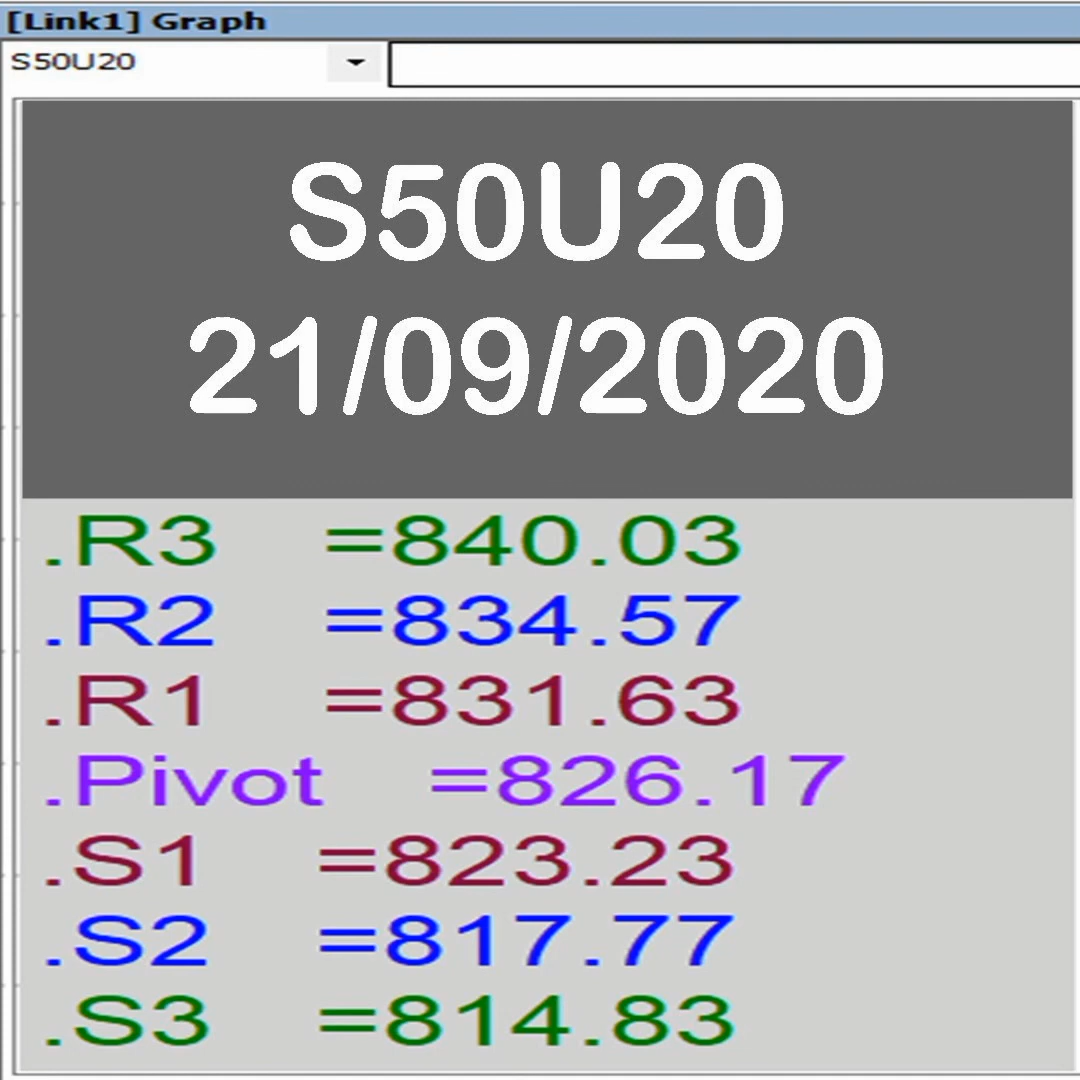 [Link1] Graph
S50U20
S50U20
21/09/2020
.R3 =840.03
.R2 =834.57
.R1 =831.63
.Pivot =826.17
.S1 =823.23
.S2 =817.77
.S3 =814.83